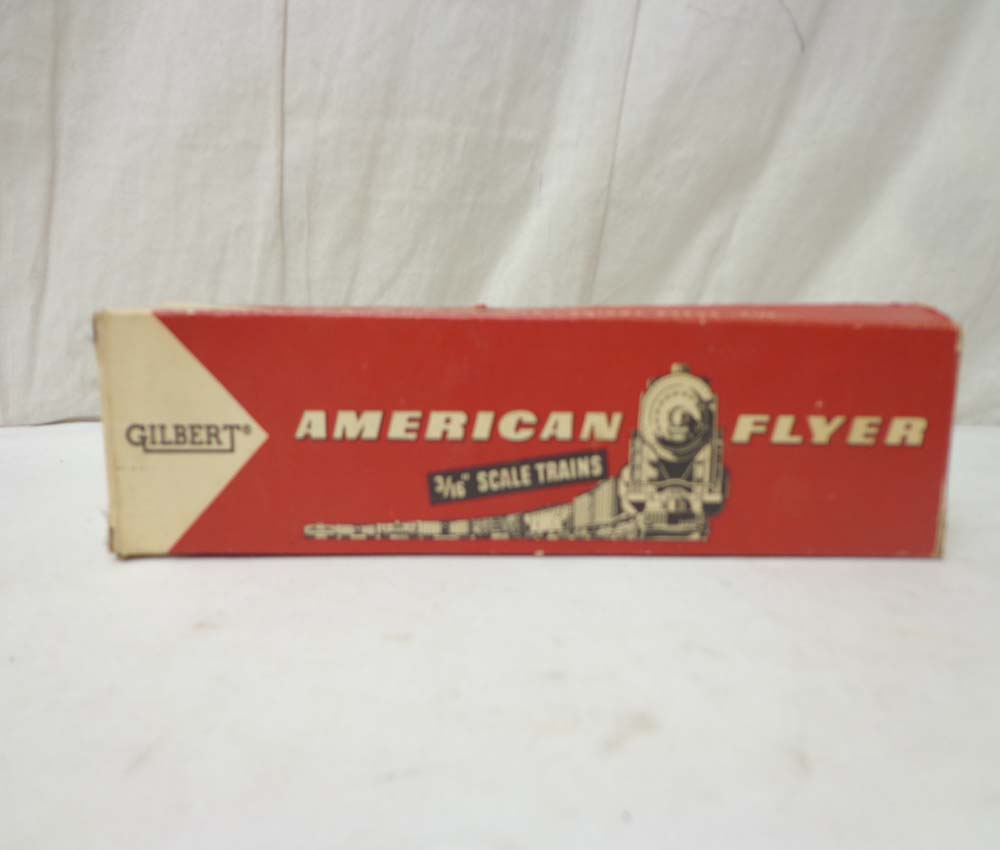 GILBERT®
AMERICAN FLYER
3/16" SCALE TRAINS